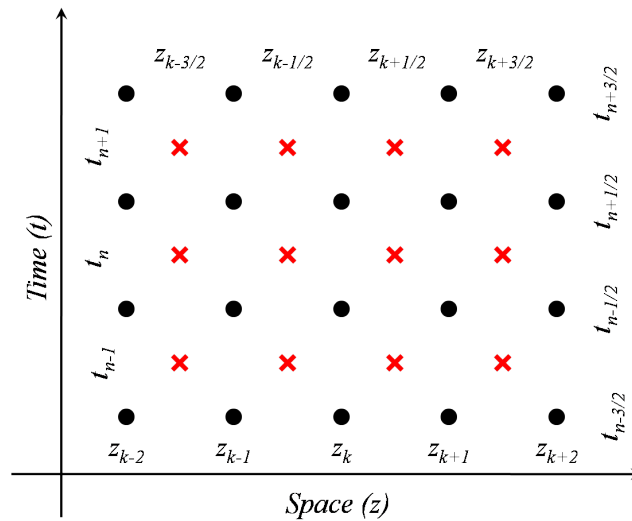 z_{k-3/2} z_{k-1/2} z_{k+1/2} z_{k+3/2}
t_{n+3/2}
t_{n+1}
t_{n+1/2}
t_n
t_{n-1/2}
t_{n-1}
t_{n-3/2}
z_{k-2} z_{k-1} z_k z_{k+1} z_{k+2}
Time (t)
Space (z)